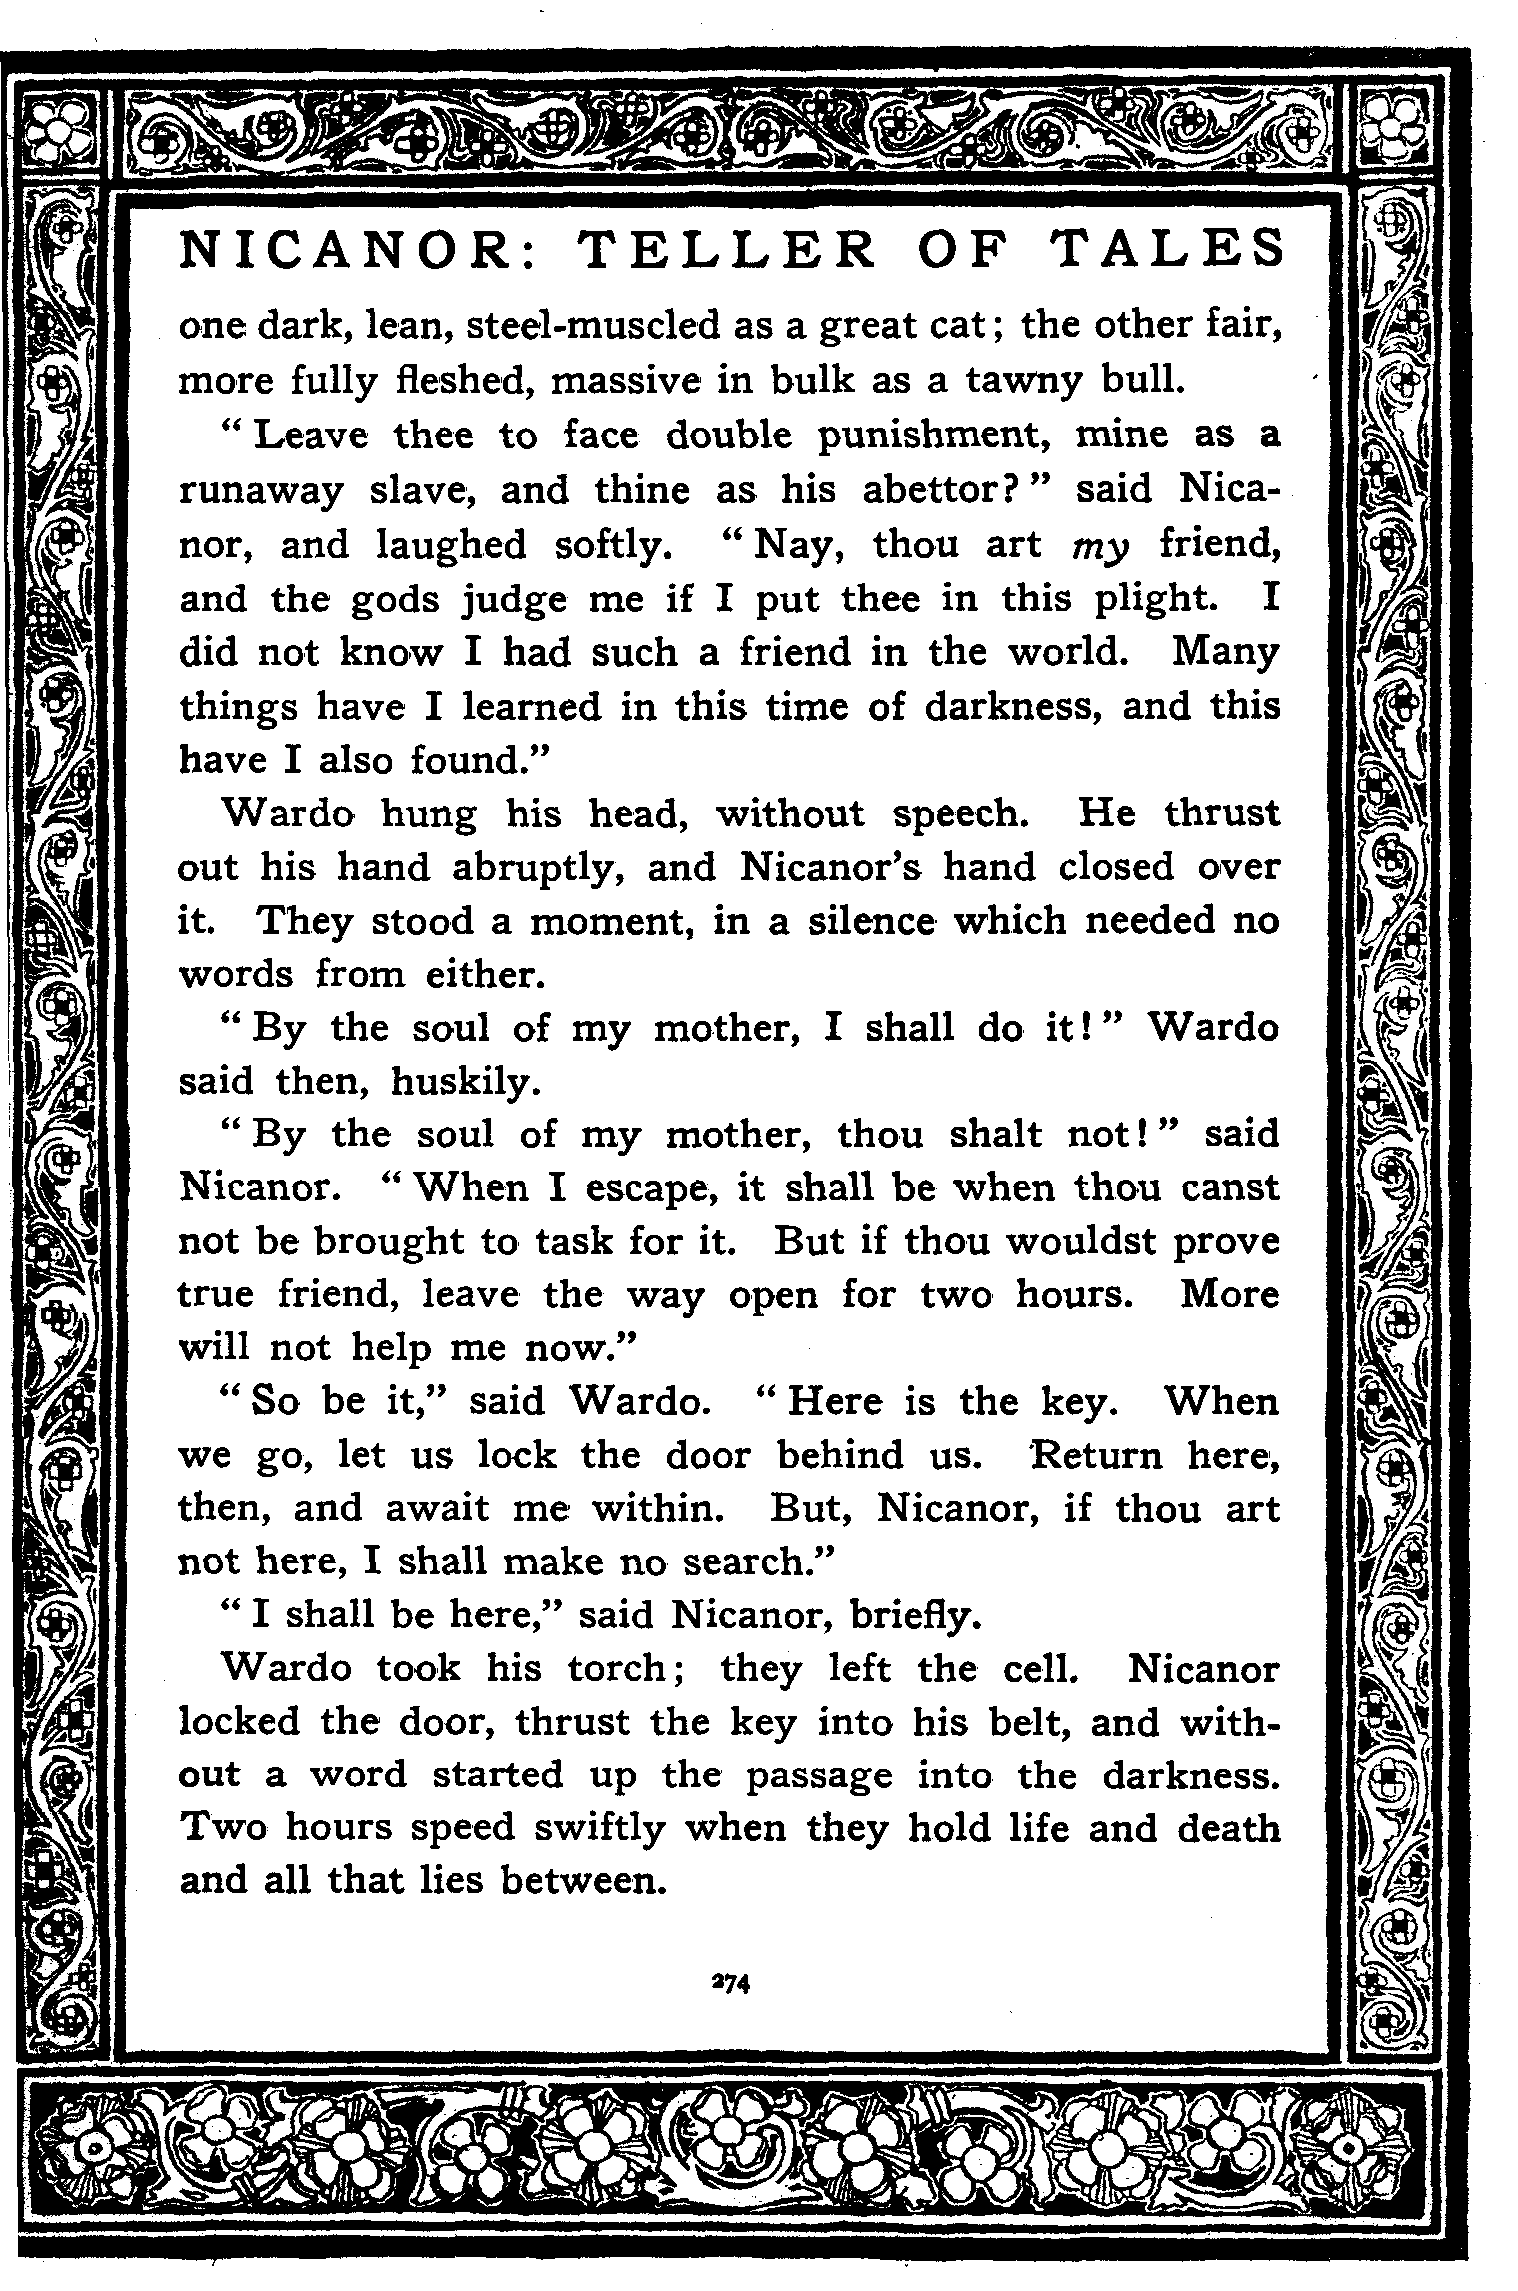 NICANOR: TELLER OF TALES
one dark, lean, steel-muscled as a great cat; the other fair,
more fully fleshed, massive in bulk as a tawny bull.
“Leave thee to face double punishment, mine as a
runaway slave, and thine as his abettor?” said Nica-
nor, and laughed softly. “Nay, thou art my friend,
and the gods judge me if I put thee in this plight. I
did not know I had such a friend in the world. Many
things have I learned in this time of darkness, and this
have I also found.”
Wardo hung his head, without speech. He thrust
out his hand abruptly, and Nicanor’s hand closed over
it. They stood a moment, in a silence which needed no
words from either.
“By the soul of my mother, I shall do it!” Wardo
said then, huskily.
“By the soul of my mother, thou shalt not!” said
Nicanor. “When I escape, it shall be when thou canst
not be brought to task for it. But if thou wouldst prove
true friend, leave the way open for two hours. More
will not help me now.”
“So be it,” said Wardo. “Here is the key. When
we go, let us lock the door behind us. Return here,
then, and await me within. But, Nicanor, if thou art
not here, I shall make no search.”
“I shall be here,” said Nicanor, briefly.
Wardo took his torch; they left the cell. Nicanor
locked the door, thrust the key into his belt, and with-
out a word started up the passage into the darkness.
Two hours speed swiftly when they hold life and death
and all that lies between.
274